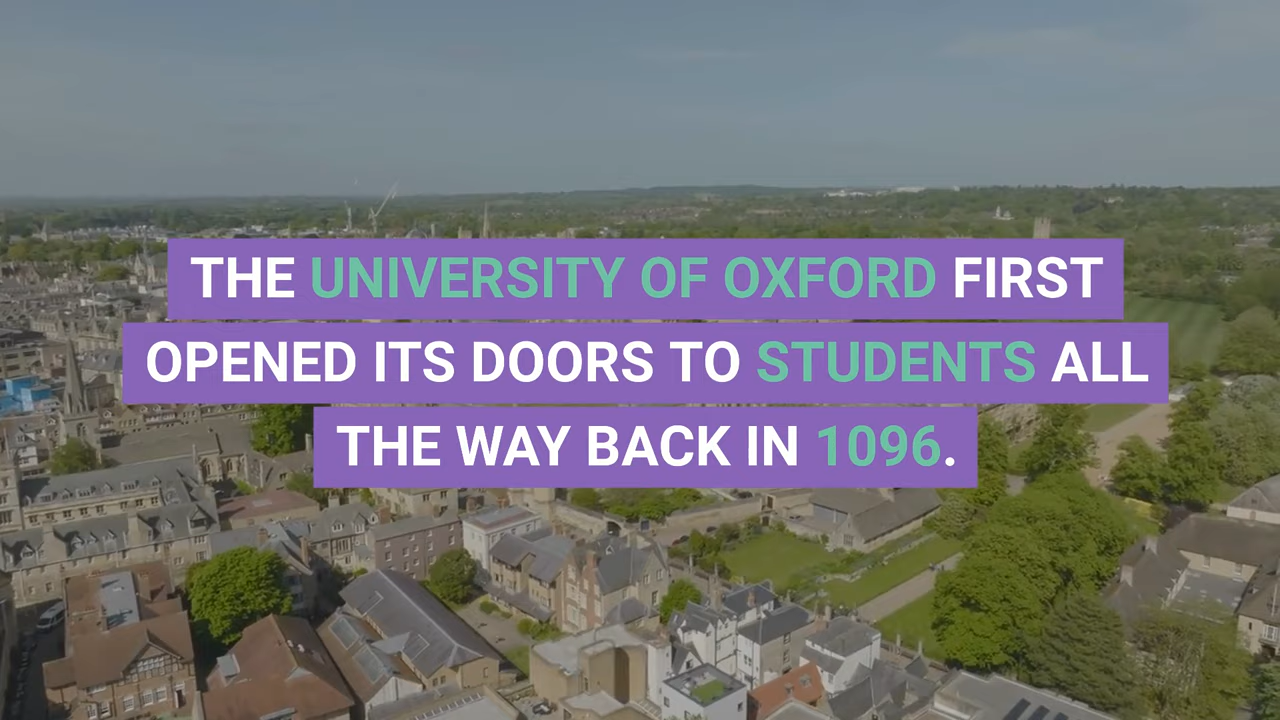 THE UNIVERSITY OF OXFORD FIRST
OPENED ITS DOORS TO STUDENTS ALL
THE WAY BACK IN 1096.